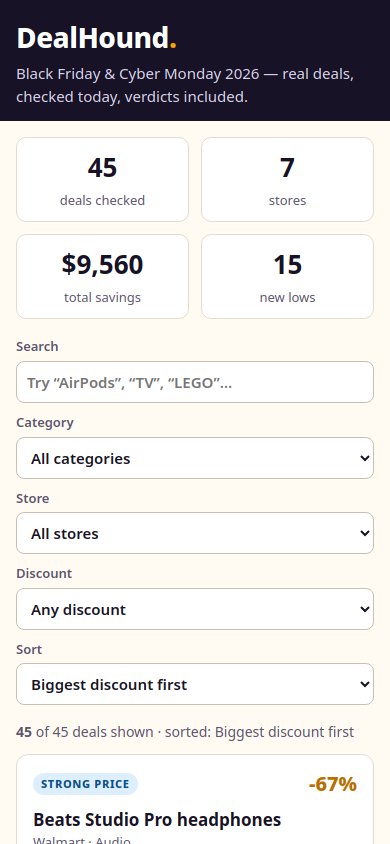 DealHound.
Black Friday & Cyber Monday 2026 — real deals,
checked today, verdicts included.
45
deals checked
7
stores
$9,560
total savings
15
new lows
Search
Try “AirPods”, “TV”, “LEGO”…
Category
All categories
Store
All stores
Discount
Any discount
Sort
Biggest discount first
45 of 45 deals shown · sorted: Biggest discount first
STRONG PRICE
-67%
Beats Studio Pro headphones
Walmart · Audio